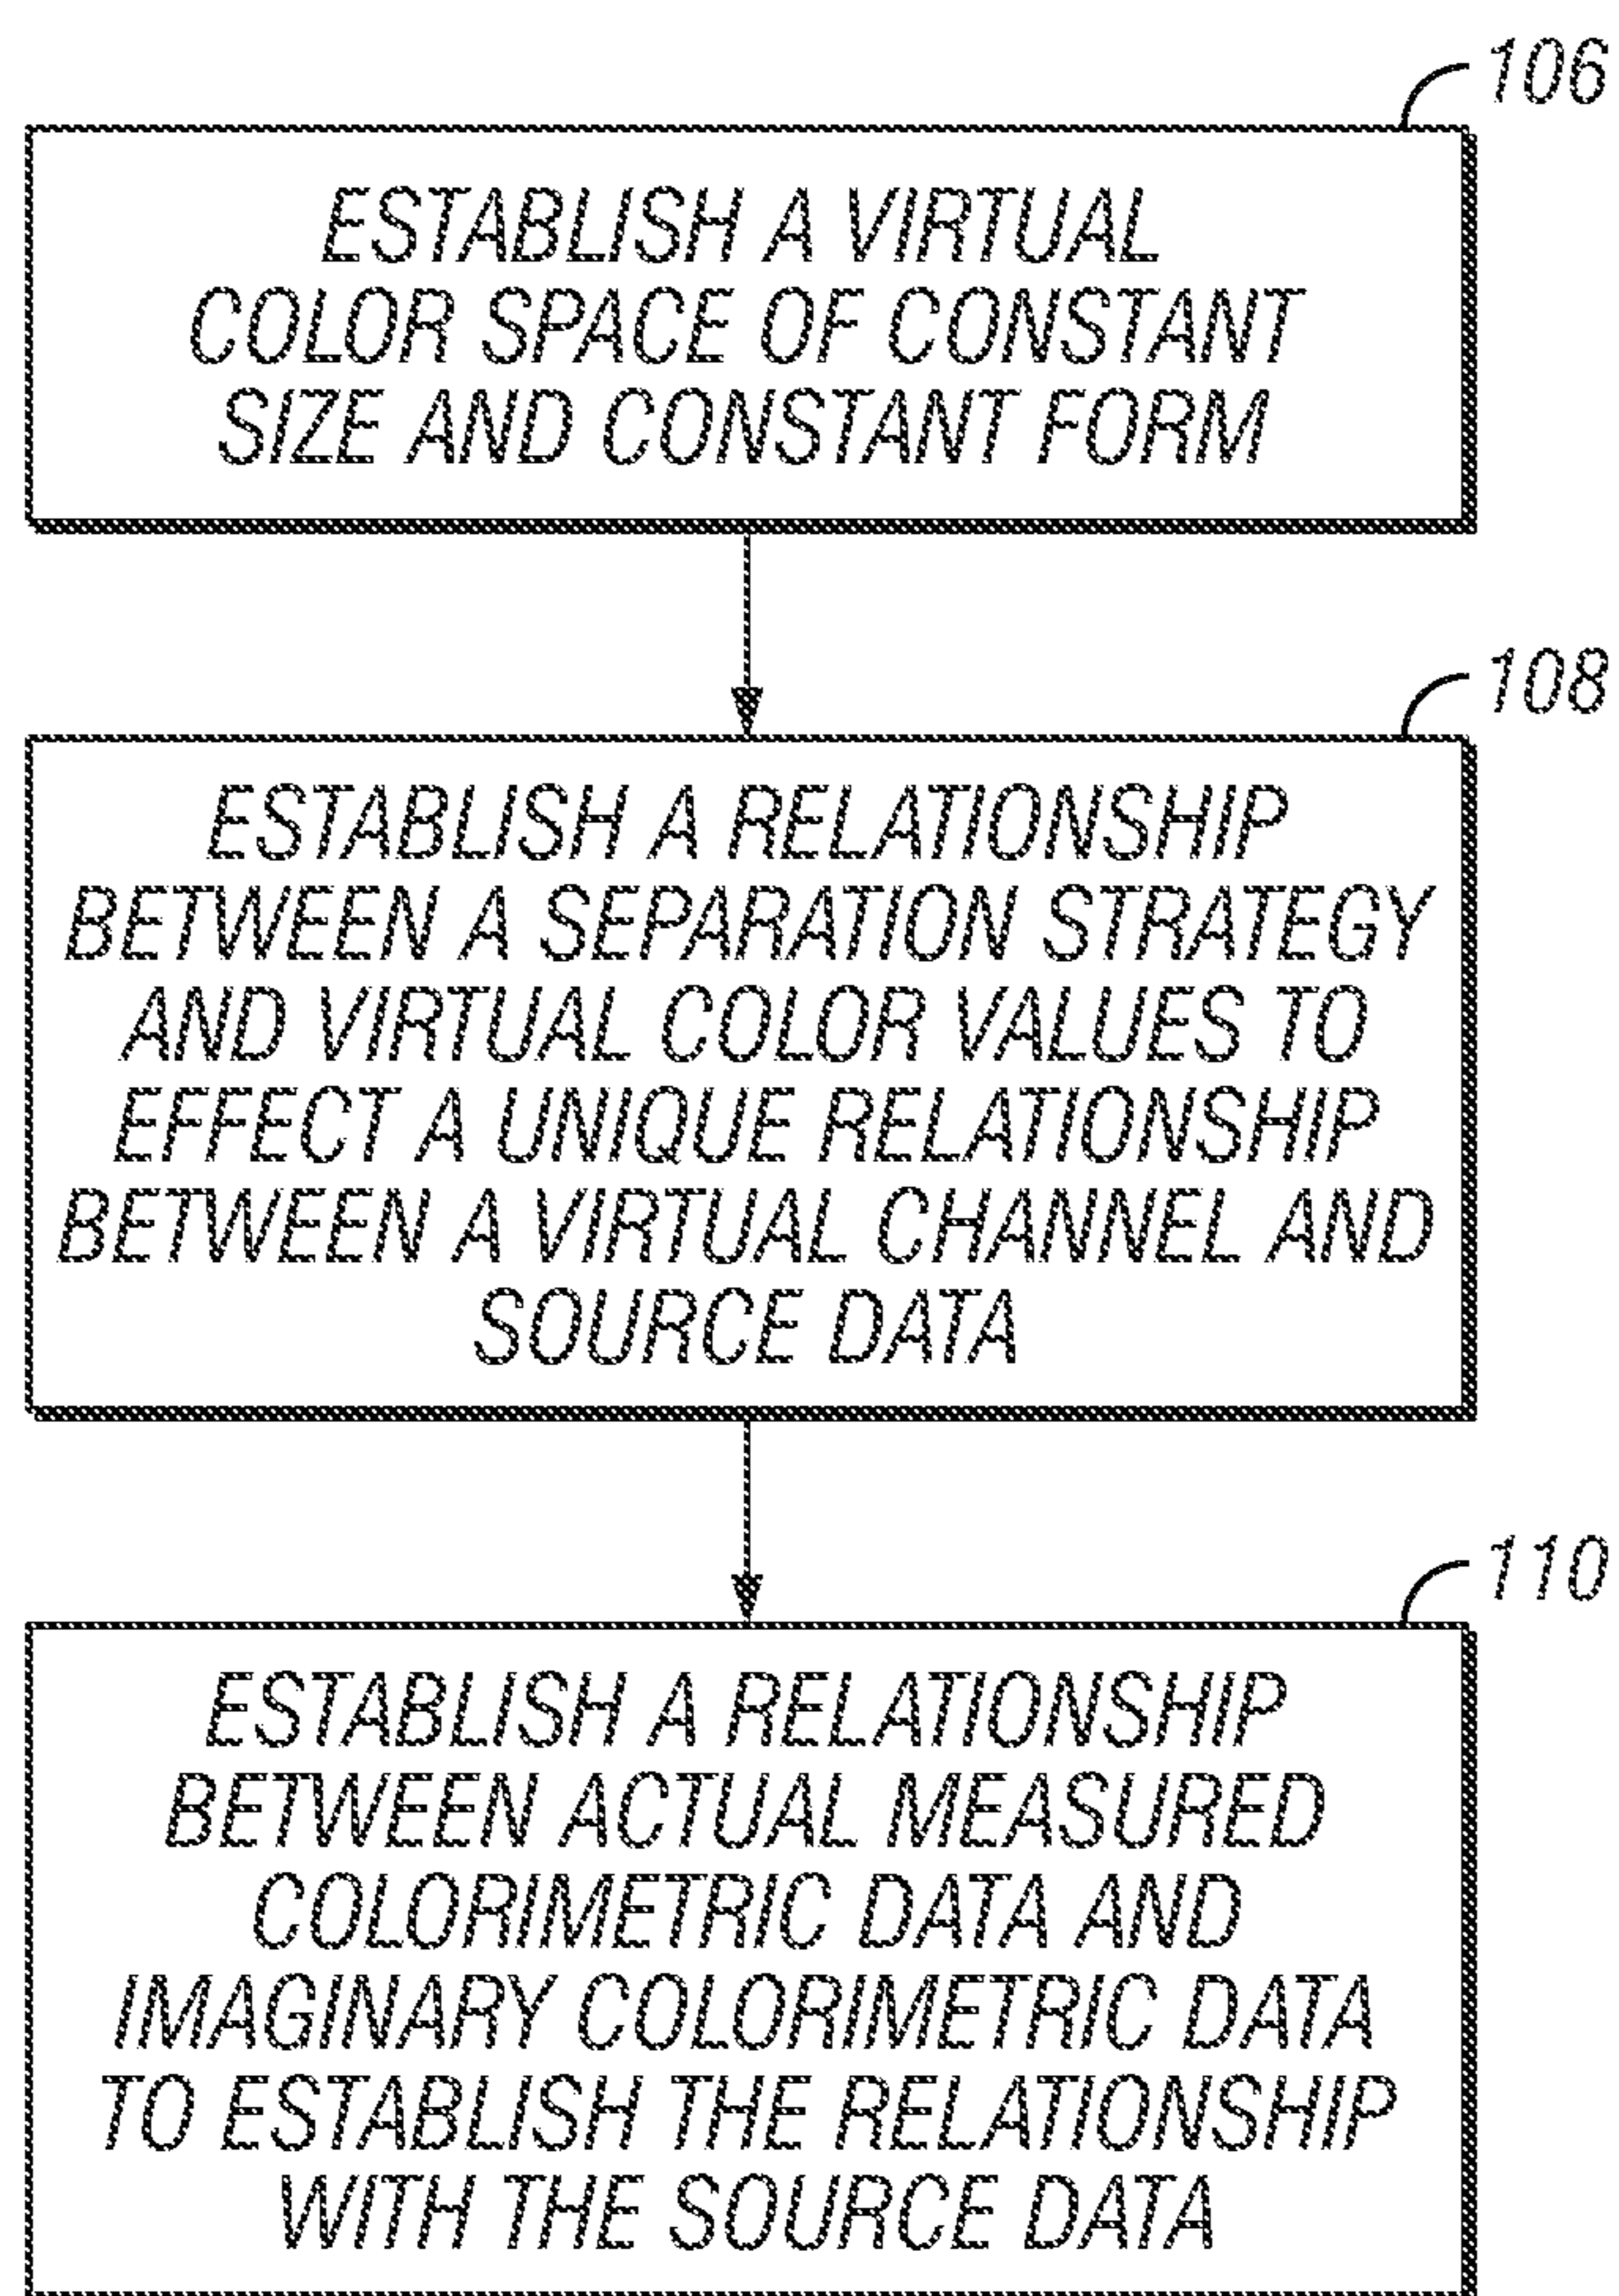 106
ESTABLISH A VIRTUAL
COLOR SPACE OF CONSTANT
SIZE AND CONSTANT FORM
108
ESTABLISH A RELATIONSHIP
BETWEEN A SEPARATION STRATEGY
AND VIRTUAL COLOR VALUES TO
EFFECT A UNIQUE RELATIONSHIP
BETWEEN A VIRTUAL CHANNEL AND
SOURCE DATA
110
ESTABLISH A RELATIONSHIP
BETWEEN ACTUAL MEASURED
COLORIMETRIC DATA AND
IMAGINARY COLORIMETRIC DATA
TO ESTABLISH THE RELATIONSHIP
WITH THE SOURCE DATA